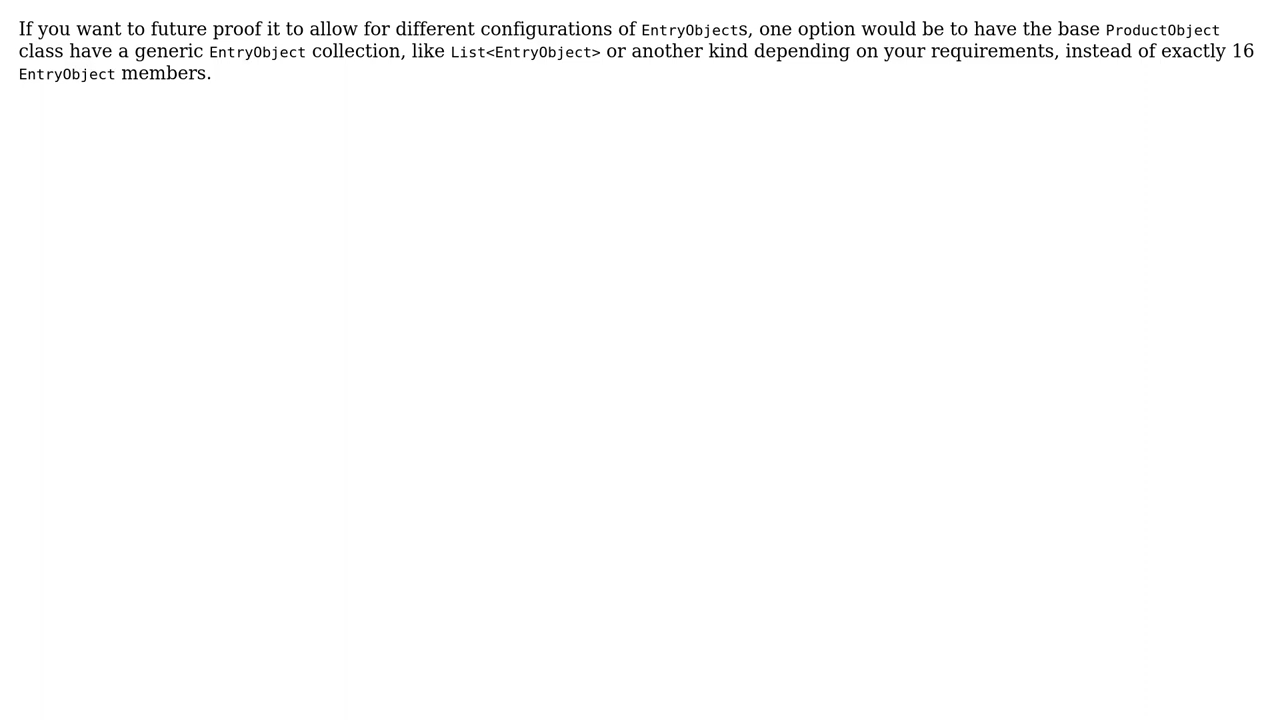 If you want to future proof it to allow for different configurations of EntryObjects, one option would be to have the base ProductObject
class have a generic EntryObject collection, like List<EntryObject> or another kind depending on your requirements, instead of exactly 16
EntryObject members.